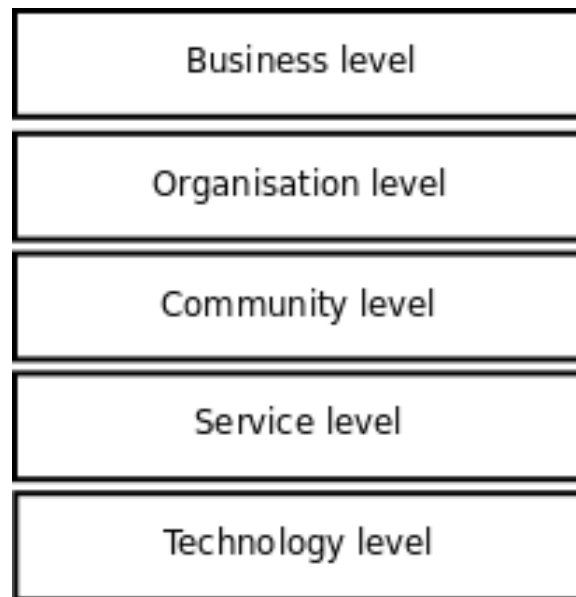 Business level
Organisation level
Community level
Service level
Technology level